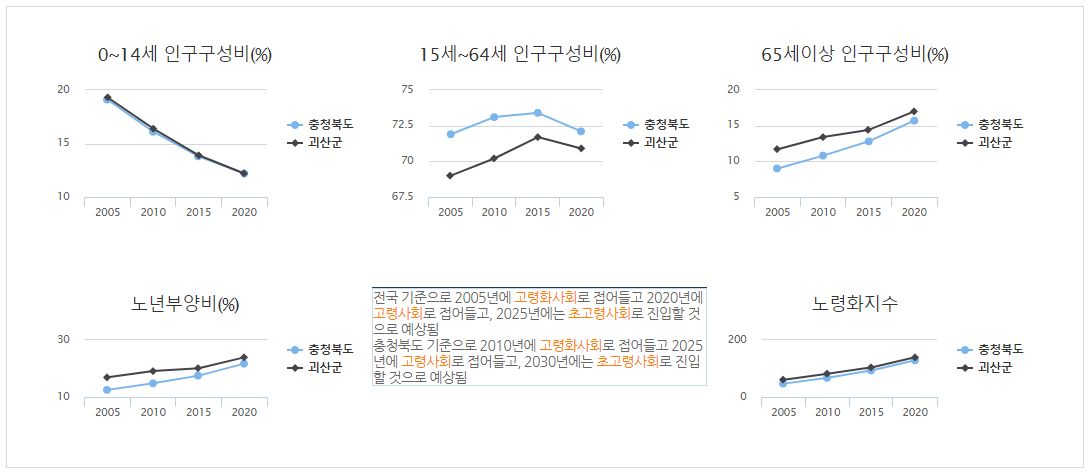 0~14세 인구구성비(%)
20
15
10
2005 2010 2015 2020
충청북도
괴산군
15세~64세 인구구성비(%)
75
72.5
70
67.5
2005 2010 2015 2020
충청북도
괴산군
65세이상 인구구성비(%)
20
15
10
5
2005 2010 2015 2020
충청북도
괴산군
노년부양비(%)
30
10
2005 2010 2015 2020
충청북도
괴산군
전국 기준으로 2005년에 고령화사회로 접어들고 2020년에
고령사회로 접어들고, 2025년에는 초고령사회로 진입할 것
으로 예상됨
충청북도 기준으로 2010년에 고령화사회로 접어들고 2025
년에 고령사회로 접어들고, 2030년에는 초고령사회로 진입
할 것으로 예상됨
노령화지수
200
0
2005 2010 2015 2020
충청북도
괴산군